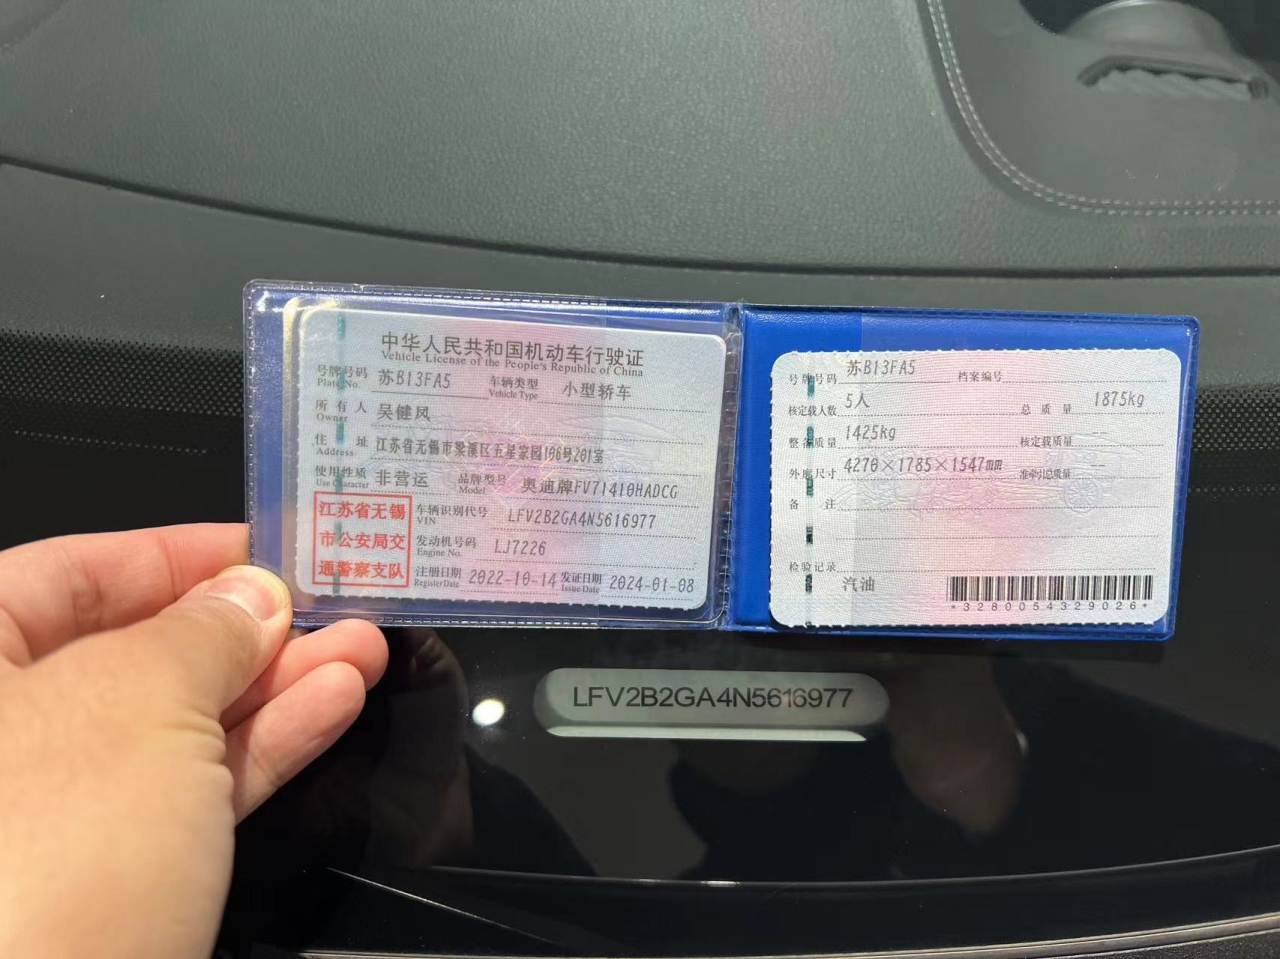 中华人民共和国机动车行驶证
Vehicle License of the People's Republic of China
号牌号码 苏B13FA5 车辆类型 小型轿车
Plate No. Vehicle Type
所有人 吴健凤
Owner
住址 江苏省无锡市梁溪区五星家园106号201室
Address
使用性质 非营运 品牌型号 奥迪牌FV71410HADCG
Use Character Model
江苏省无锡
市公安局交
通警察支队
车辆识别代号 LFV2B2GA4N5616977
VIN
发动机号码 LJ7226
Engine No.
注册日期 2022-10-14 发证日期 2024-01-08
Register Date Issue Date
号牌号码 苏B13FA5 档案编号
核定载人数 5人 总质量 1875kg
整备质量 1425kg 核定载质量 --
外廓尺寸 4270×1785×1547mm 准牵引总质量 --
备注
检验记录
汽油
*3280054329026*
LFV2B2GA4N5616977